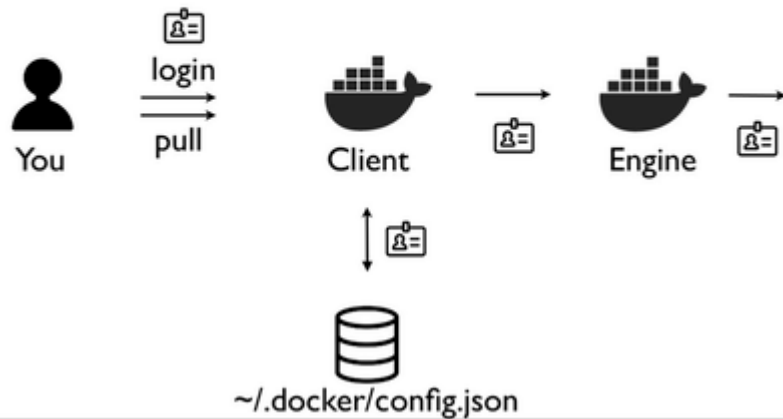 login
pull
You
Client
Engine
~/.docker/config.json